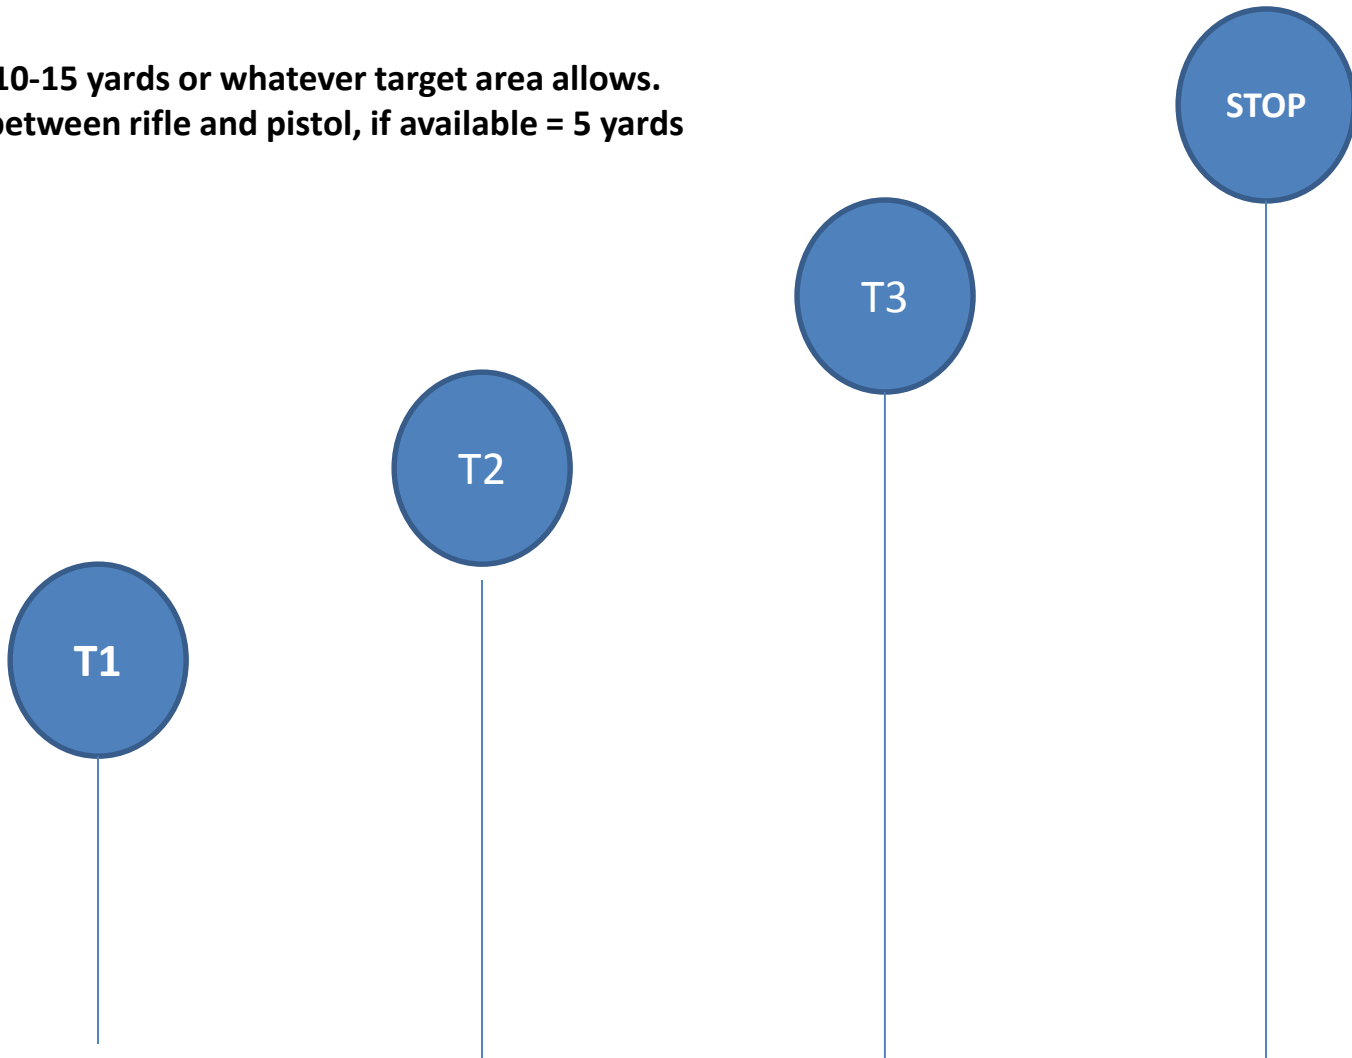 10-15 yards or whatever target area allows.
between rifle and pistol, if available = 5 yards
STOP
T3
T2
T1